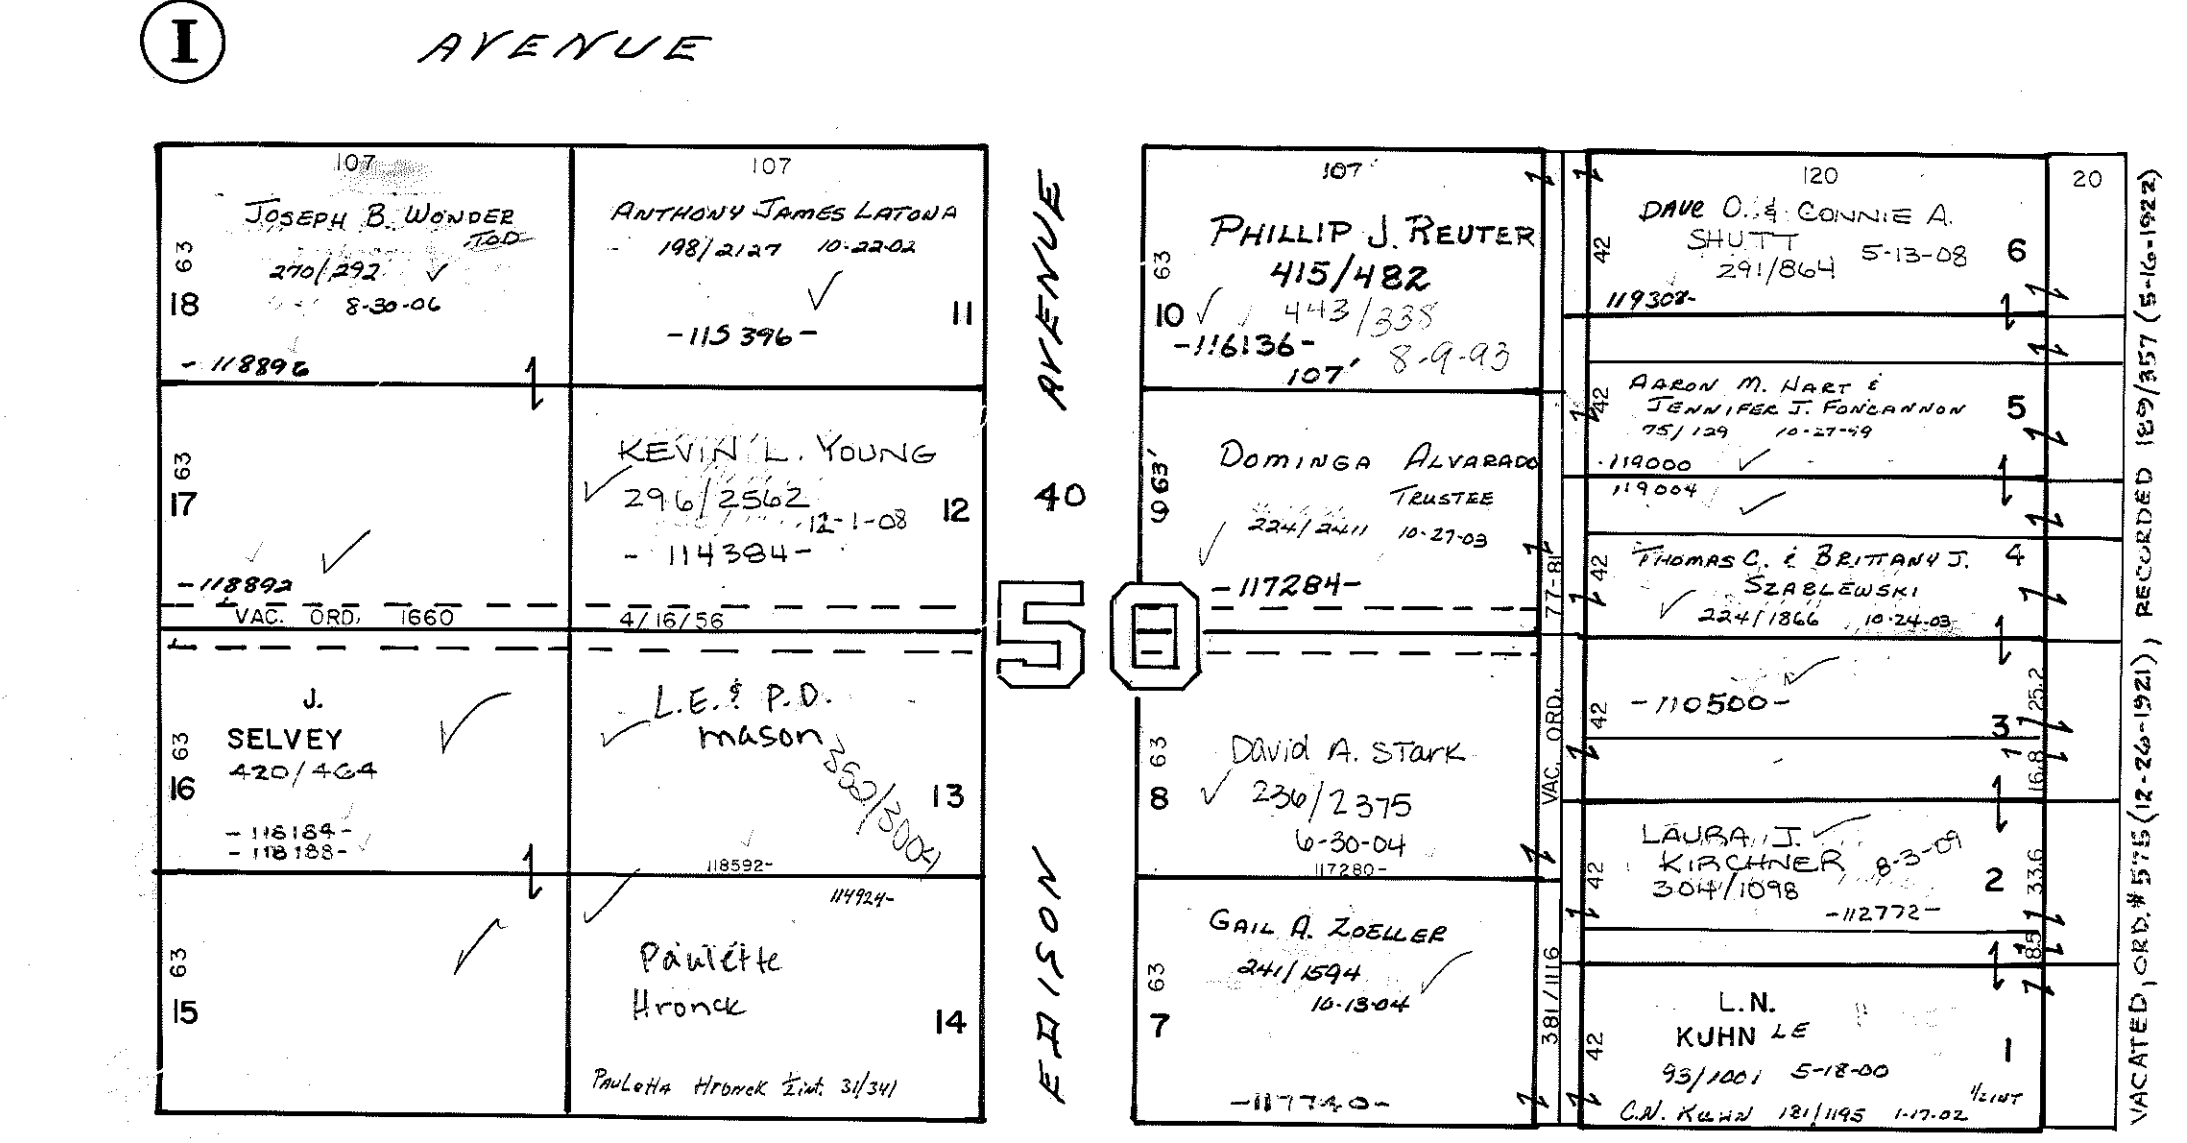 I
AVENUE
107
JOSEPH B. WONDER
TOD
270/292
8-30-06
63
18
- 118896
107
ANTHONY JAMES LATONA
198/2127 10-22-02
-115396-
11
63
17
-118892
VAC. ORD. 1660
KEVIN L. YOUNG
296/2562
12-1-08
- 114384-
12
4/16/56
J.
SELVEY
420/464
63
16
- 118184-
- 118188-
L.E. & P.D.
mason
352/3004
13
118592-
63
15
114924-
Paulette
Hronck
14
Pauletta Hronck ½ int. 31/341
EDISON
40
AVENUE
50
107'
PHILLIP J. REUTER
415/482
443/338
8-9-93
63
10
-116136-
107'
9 63'
DOMINGA ALVARADO
TRUSTEE
224/2411 10-27-03
-117284-
63
8
David A. Stark
236/2375
6-30-04
117280-
63
7
GAIL A. ZOELLER
241/1594
10-13-04
381/1116
VAC. ORD.
77-81
120
DAVE O. & CONNIE A.
SHUTT 5-13-08
291/864
42
6
119308-
42
AARON M. HART &
75/129 10-27-99
5
119000
119004
42
THOMAS C. & BRITTANY J.
SZABLEWSKI
224/1866 10-24-03
4
42
-110500-
3
25.2
16.8
42
LAURA J.
KIRCHNER 8-3-09
304/1098
2
33.6
-112772-
8.5
42
L.N.
KUHN LE
93/1001 5-18-00
1
1/2 INT
C.N. KUHN 181/1195 1-17-02
20
VACATED, ORD.#575 (12-26-1921), RECORDED 189/357 (5-16-1922)